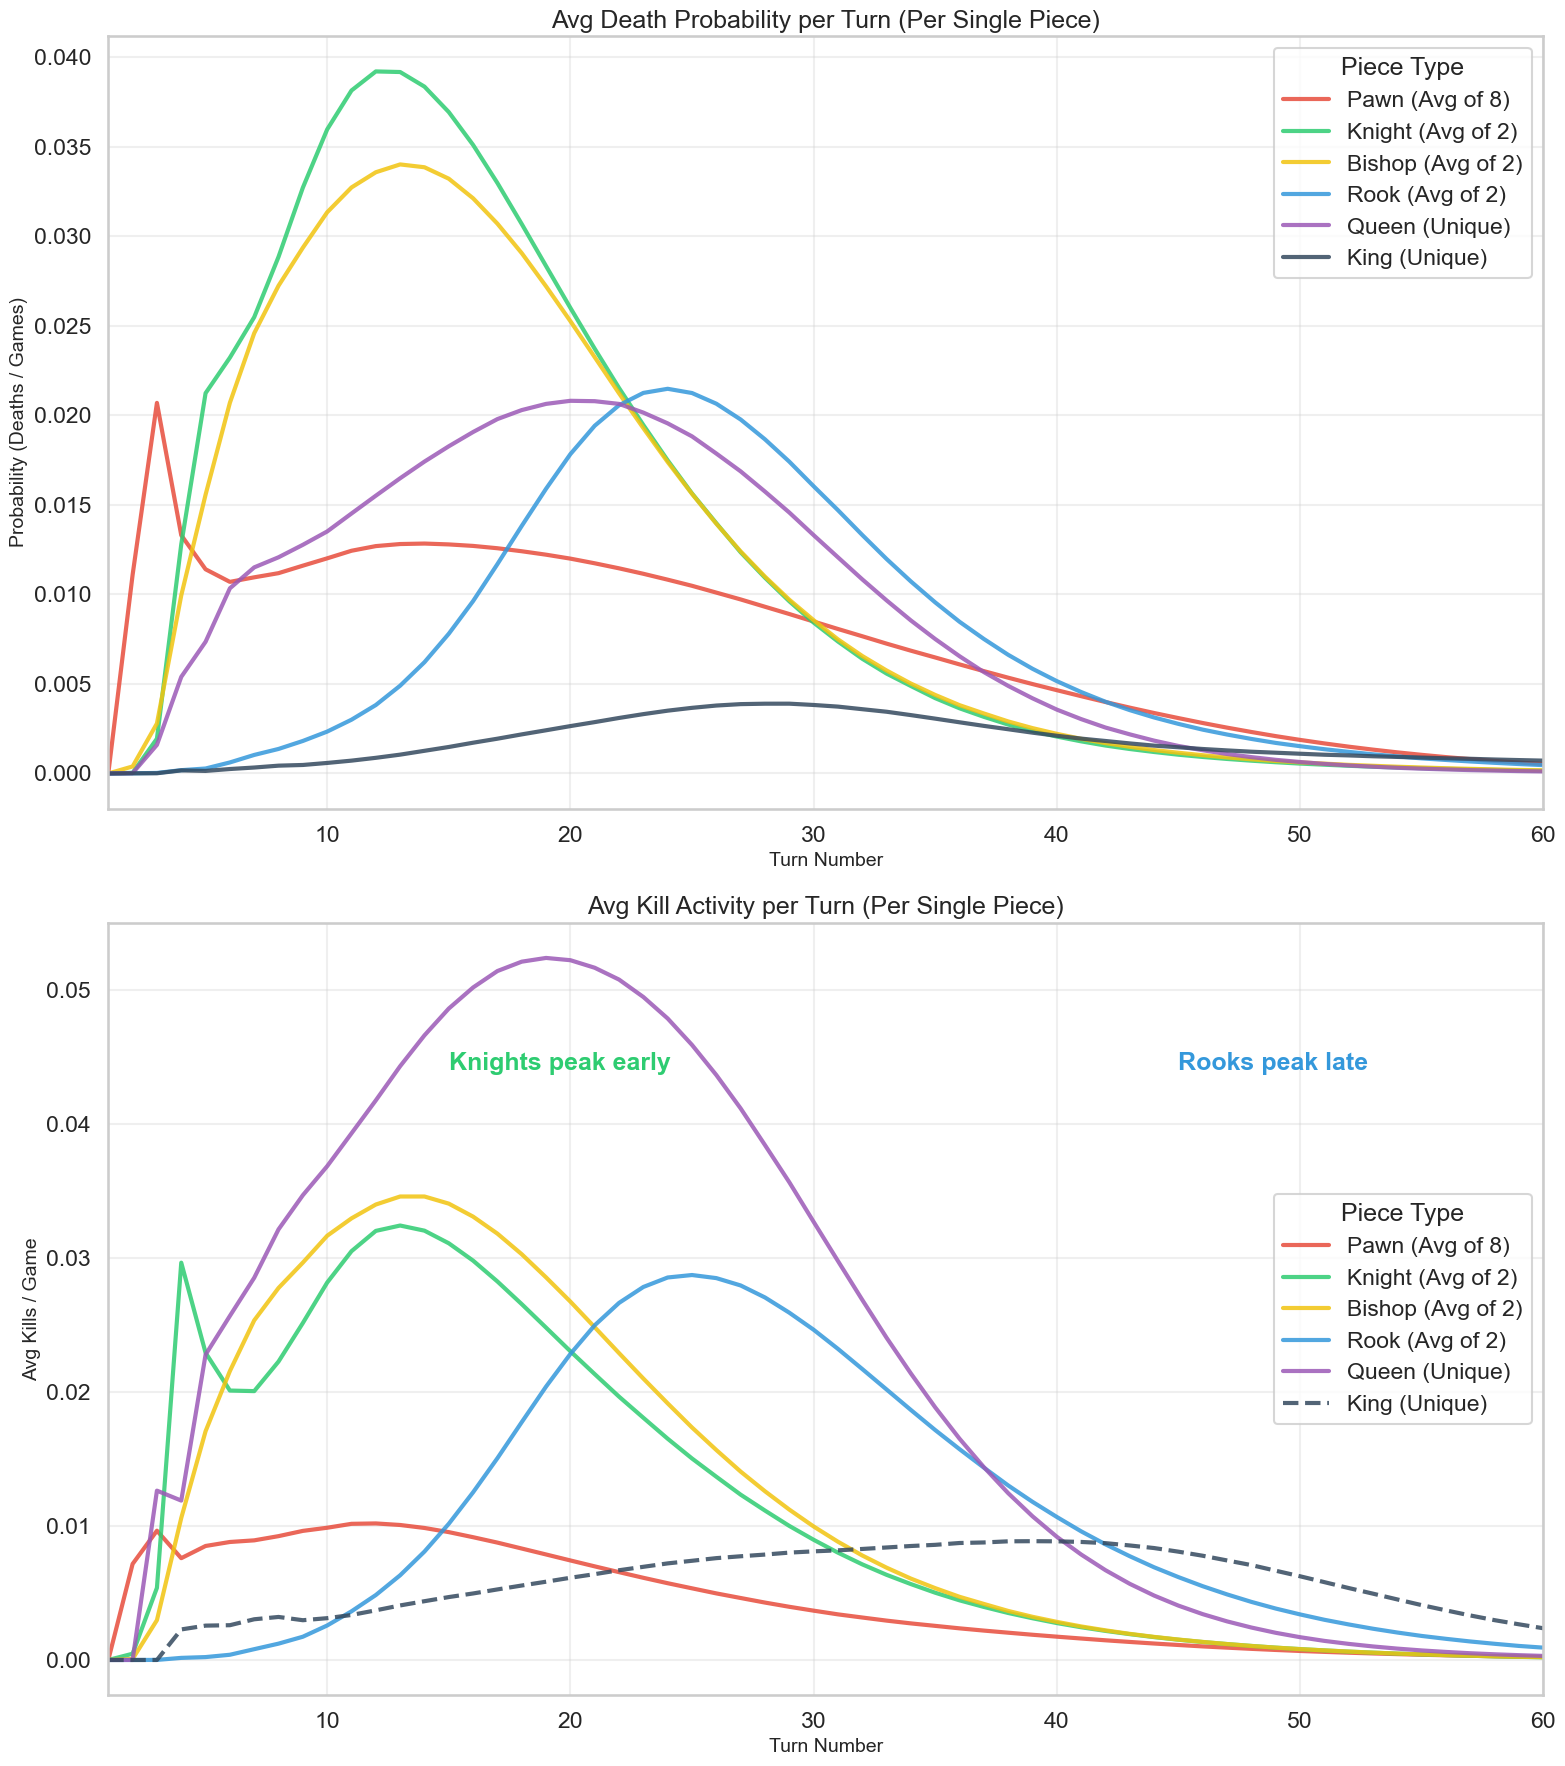 Avg Death Probability per Turn (Per Single Piece)
Probability (Deaths / Games)
0.040
0.035
0.030
0.025
0.020
0.015
0.010
0.005
0.000
Piece Type
Pawn (Avg of 8)
Knight (Avg of 2)
Bishop (Avg of 2)
Rook (Avg of 2)
Queen (Unique)
King (Unique)
10 20 30 40 50 60
Turn Number
Avg Kill Activity per Turn (Per Single Piece)
Avg Kills / Game
0.05
0.04
0.03
0.02
0.01
0.00
Knights peak early
Rooks peak late
Piece Type
Pawn (Avg of 8)
Knight (Avg of 2)
Bishop (Avg of 2)
Rook (Avg of 2)
Queen (Unique)
King (Unique)
10 20 30 40 50 60
Turn Number